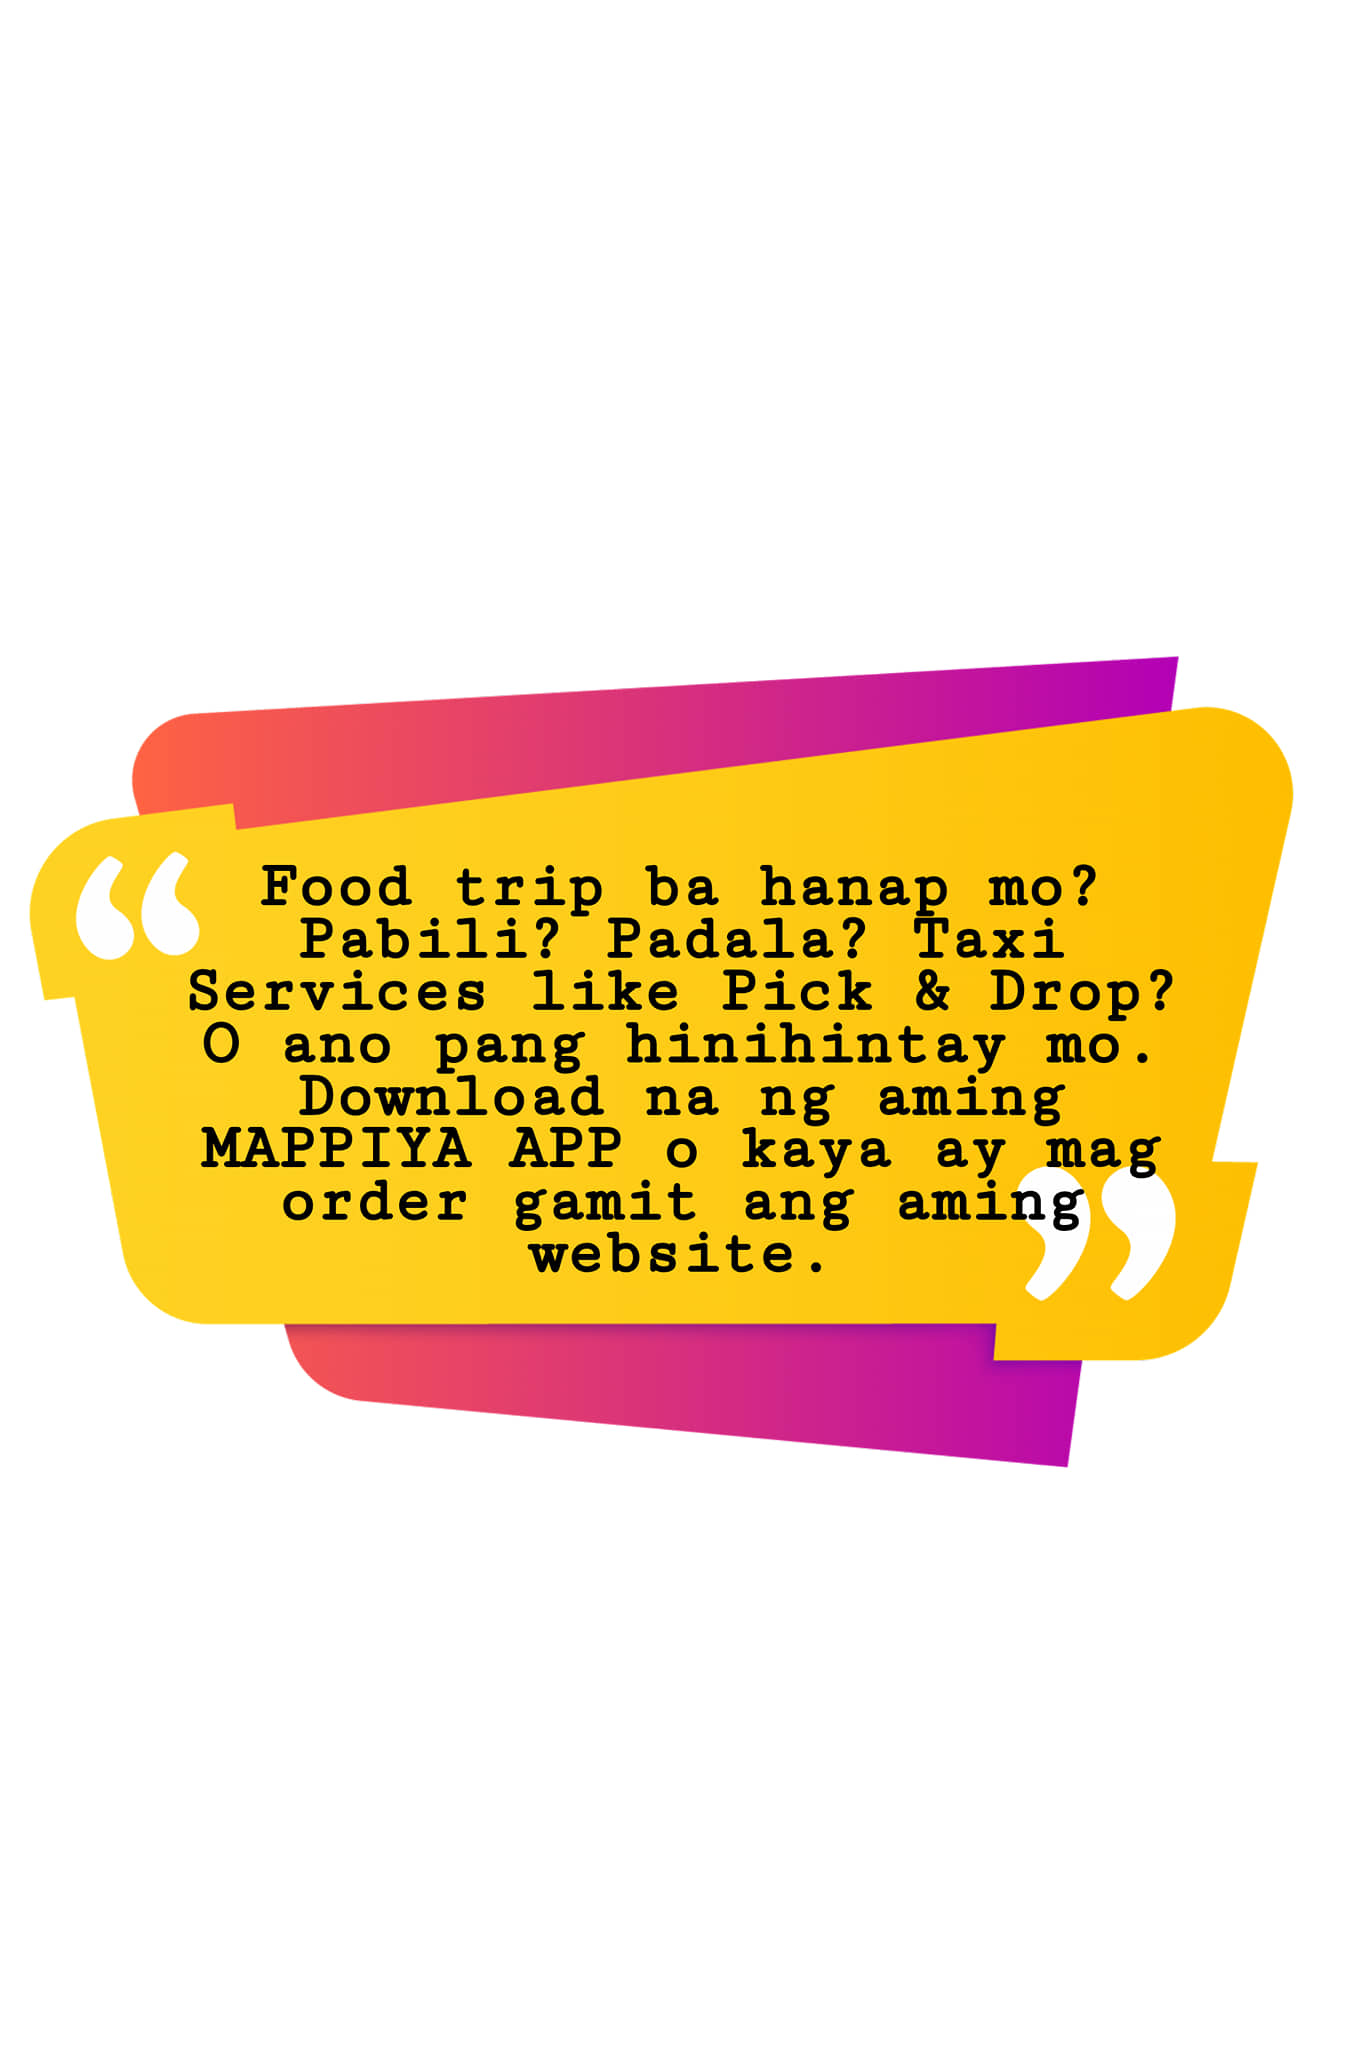 Food trip ba hanap mo?
Pabili? Padala? Taxi
Services like Pick & Drop?
O ano pang hinihintay mo.
Download na ng aming
MAPPIYA APP o kaya ay mag
order gamit ang aming
website.